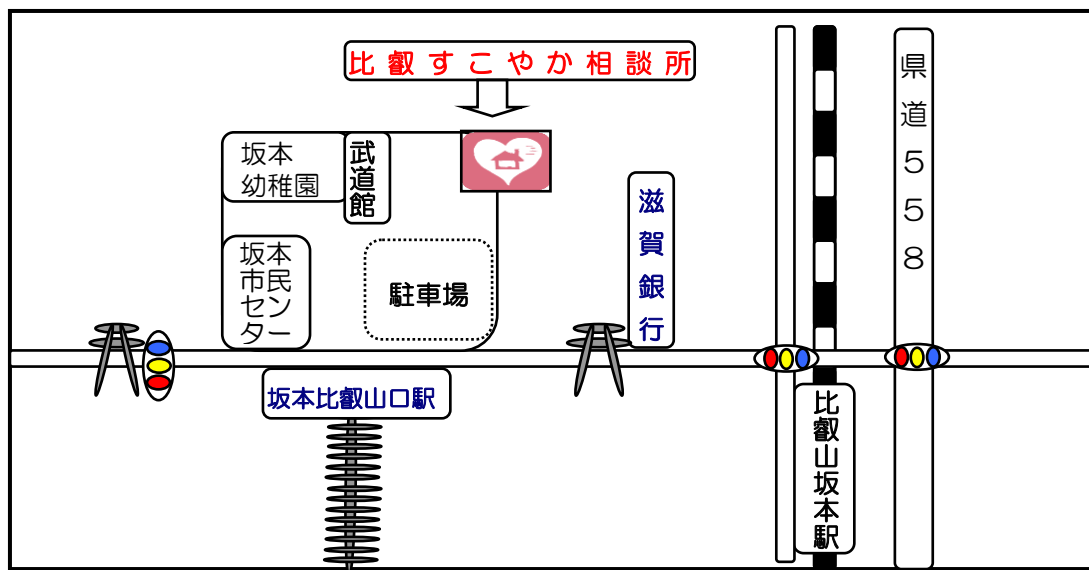 比叡すこやか相談所
坂本
幼稚園
武道館
坂本
市民
セン
ター
駐車場
滋賀銀行
県道558
坂本比叡山口駅
比叡山坂本駅